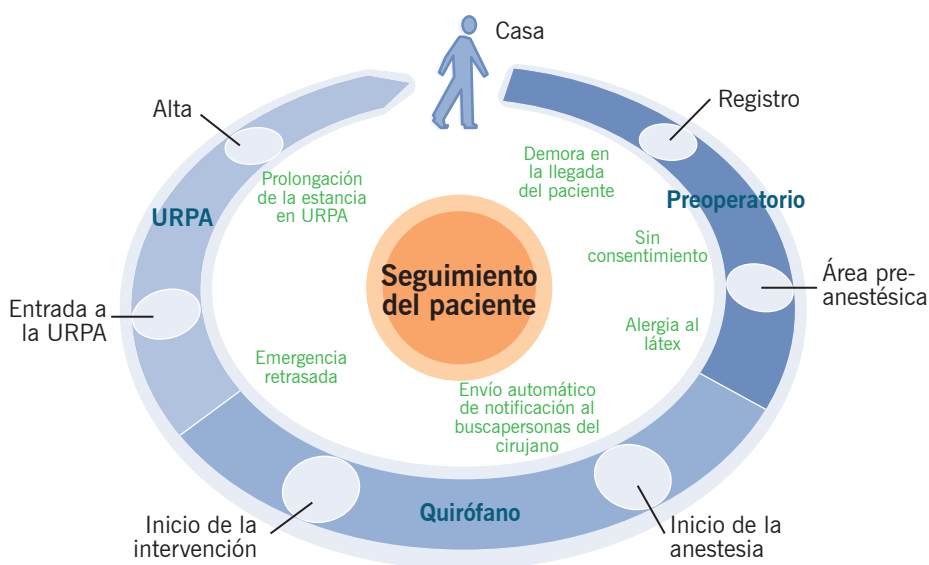 Casa
Registro
Alta
Demora en
la llegada
del paciente
Prolongación
de la estancia
en URPA
Preoperatorio
URPA
Sin
consentimiento
Seguimiento
del paciente
Área pre-
anestésica
Entrada a
la URPA
Alergia al
látex
Emergencia
retrasada
Envío automático
de notificación al
buscapersonas del
cirujano
Quirófano
Inicio de la
intervención
Inicio de la
anestesia